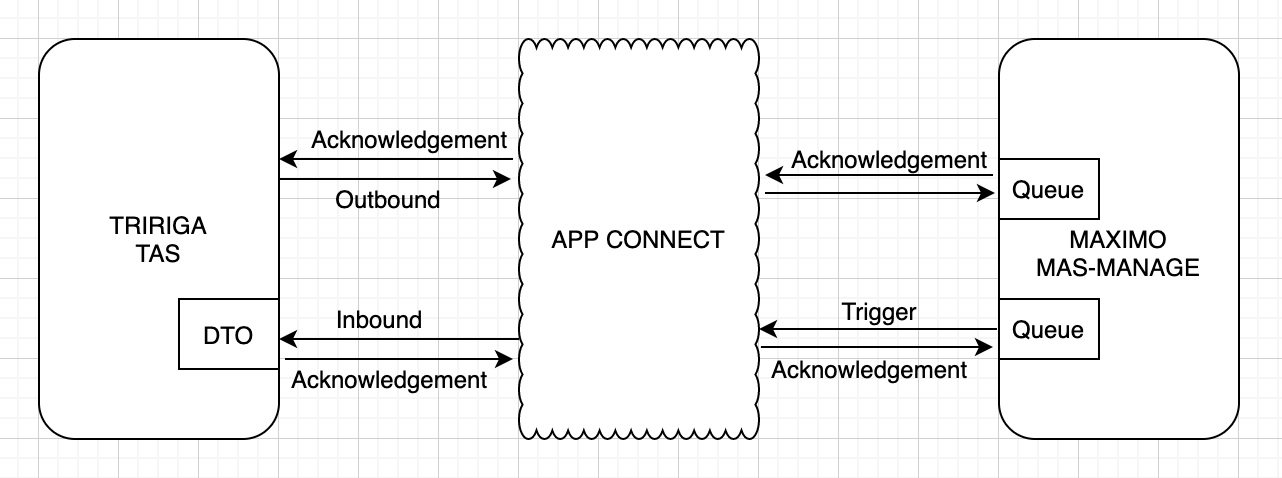 Acknowledgement
Outbound
TRIRIGA
TAS
DTO
Inbound
Acknowledgement
APP CONNECT
Acknowledgement
Queue
MAXIMO
MAS-MANAGE
Trigger
Queue
Acknowledgement